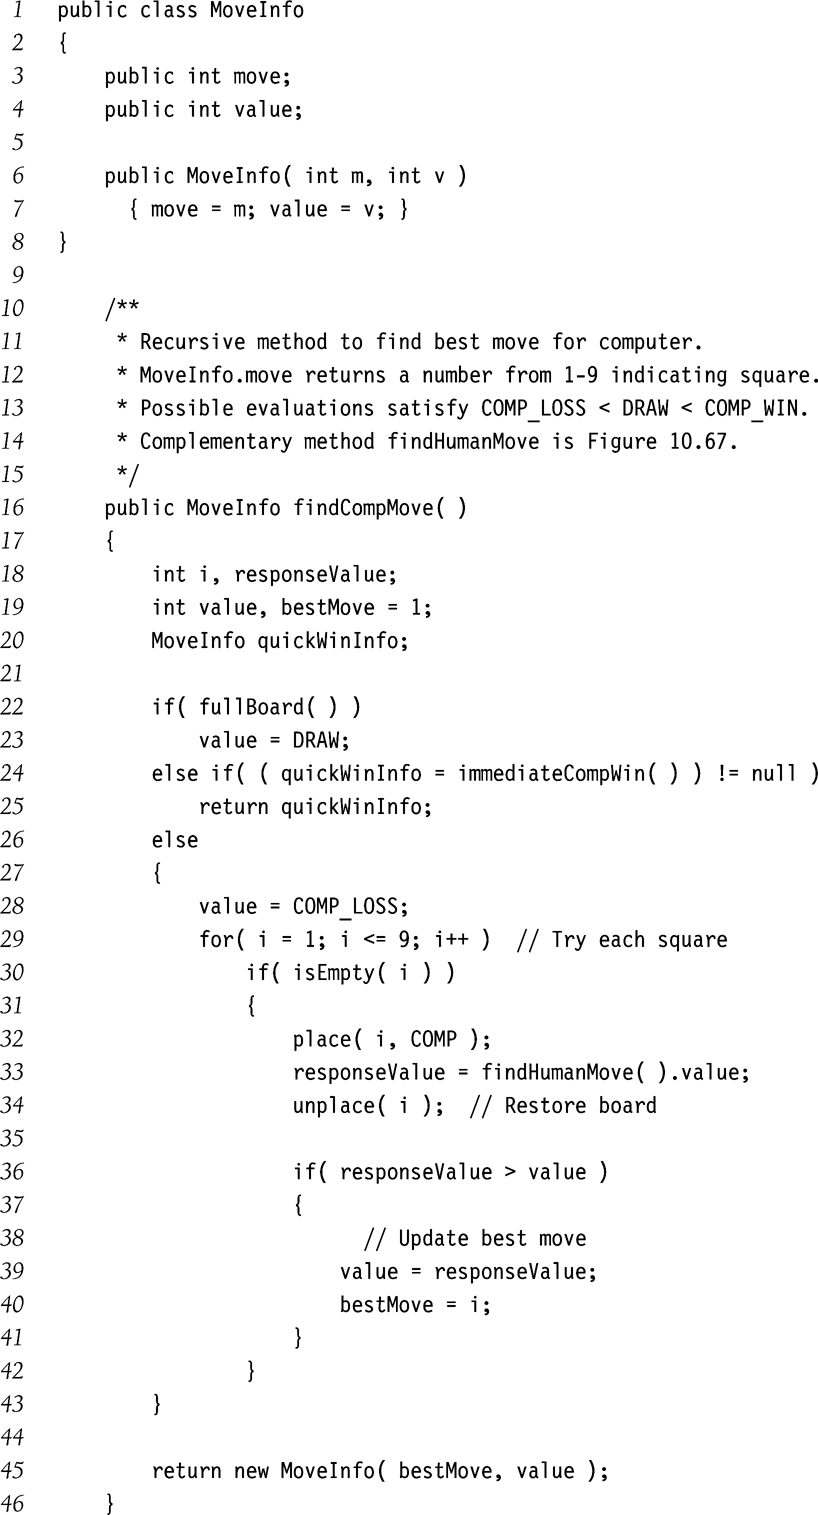 1 public class MoveInfo
2 {
3     public int move;
4     public int value;
5
6     public MoveInfo( int m, int v )
7       { move = m; value = v; }
8 }
9
10     /**
11      * Recursive method to find best move for computer.
12      * MoveInfo.move returns a number from 1-9 indicating square.
13      * Possible evaluations satisfy COMP_LOSS < DRAW < COMP_WIN.
14      * Complementary method findHumanMove is Figure 10.67.
15      */
16     public MoveInfo findCompMove( )
17     {
18         int i, responseValue;
19         int value, bestMove = 1;
20         MoveInfo quickWinInfo;
21
22         if( fullBoard( ) )
23             value = DRAW;
24         else if( ( quickWinInfo = immediateCompWin( ) ) != null )
25             return quickWinInfo;
26         else
27         {
28             value = COMP_LOSS;
29             for( i = 1; i <= 9; i++ )  // Try each square
30                 if( isEmpty( i ) )
31                 {
32                     place( i, COMP );
33                     responseValue = findHumanMove( ).value;
34                     unplace( i );  // Restore board
35
36                     if( responseValue > value )
37                     {
38                           // Update best move
39                         value = responseValue;
40                         bestMove = i;
41                     }
42                 }
43         }
44
45         return new MoveInfo( bestMove, value );
46     }